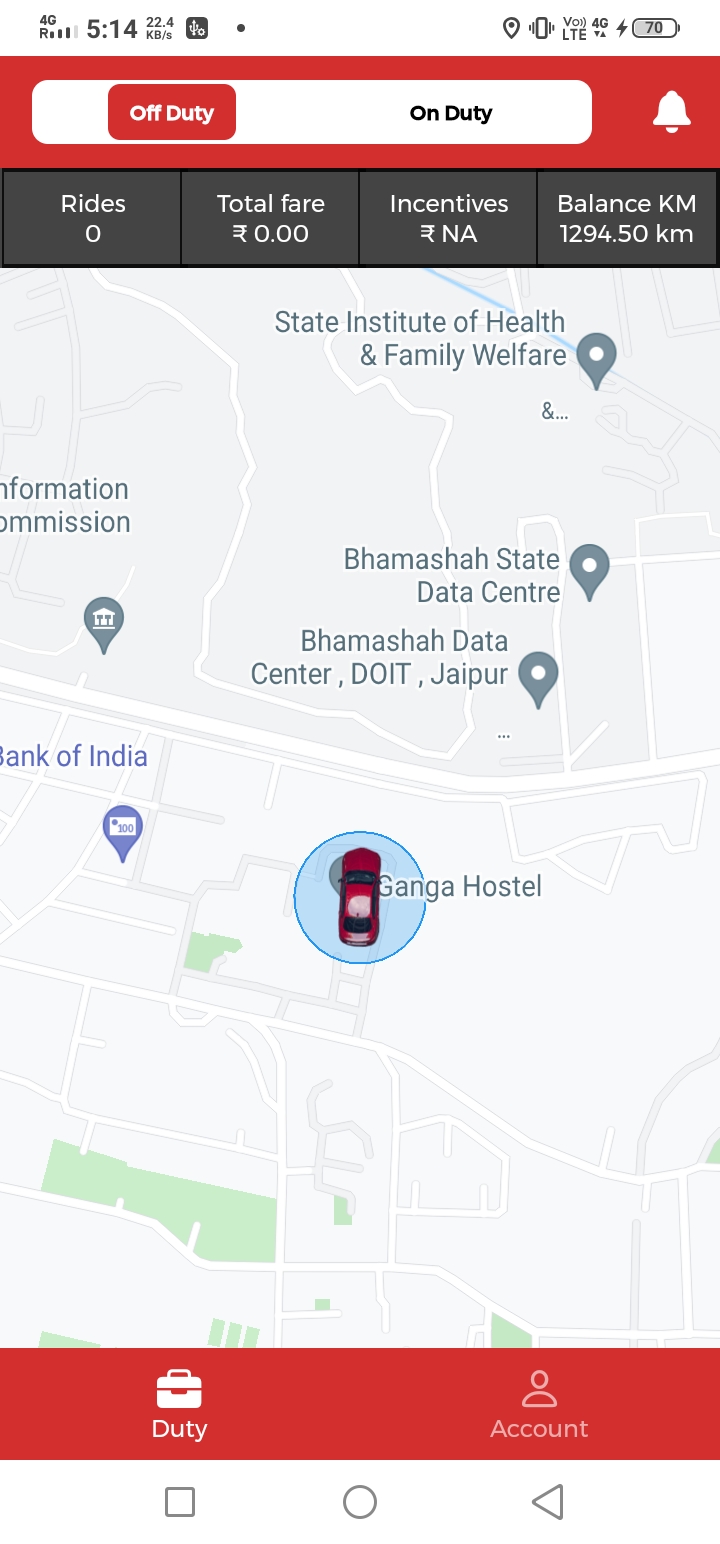 4G
R
5:14
22.4
KB/s
Vo))
LTE
4G
70
Off Duty
On Duty
Rides
0
Total fare
₹ 0.00
Incentives
₹ NA
Balance KM
1294.50 km
State Institute of Health
& Family Welfare
&...
nformation
ommission
Bhamashah State
Data Centre
Bhamashah Data
Center , DOIT , Jaipur
...
Bank of India
100
Ganga Hostel
Duty
Account